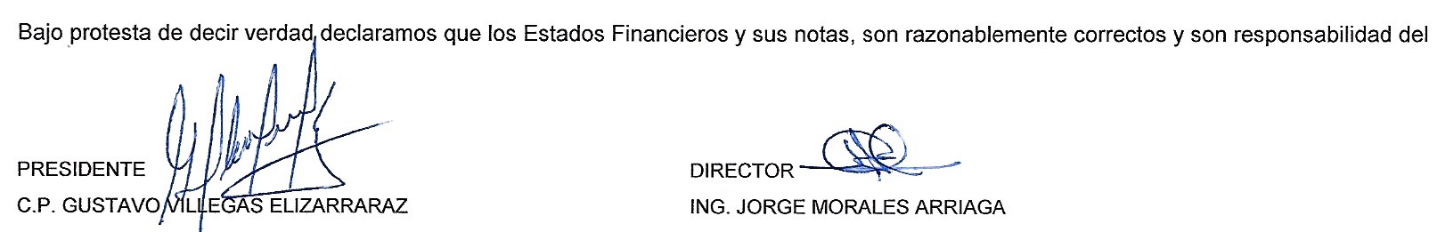 Bajo protesta de decir verdad declaramos que los Estados Financieros y sus notas, son razonablemente correctos y son responsabilidad del
PRESIDENTE
DIRECTOR
C.P. GUSTAVO VILLEGAS ELIZARRARAZ
ING. JORGE MORALES ARRIAGA